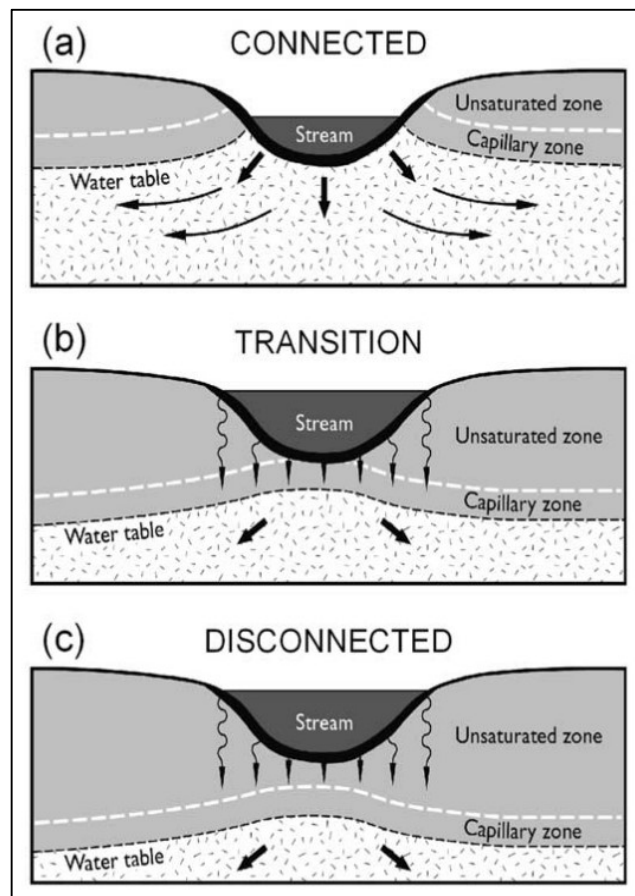 (a)
CONNECTED
Unsaturated zone
Stream
Capillary zone
Water table
(b)
TRANSITION
Stream
Unsaturated zone
Capillary zone
Water table
(c)
DISCONNECTED
Stream
Unsaturated zone
Capillary zone
Water table